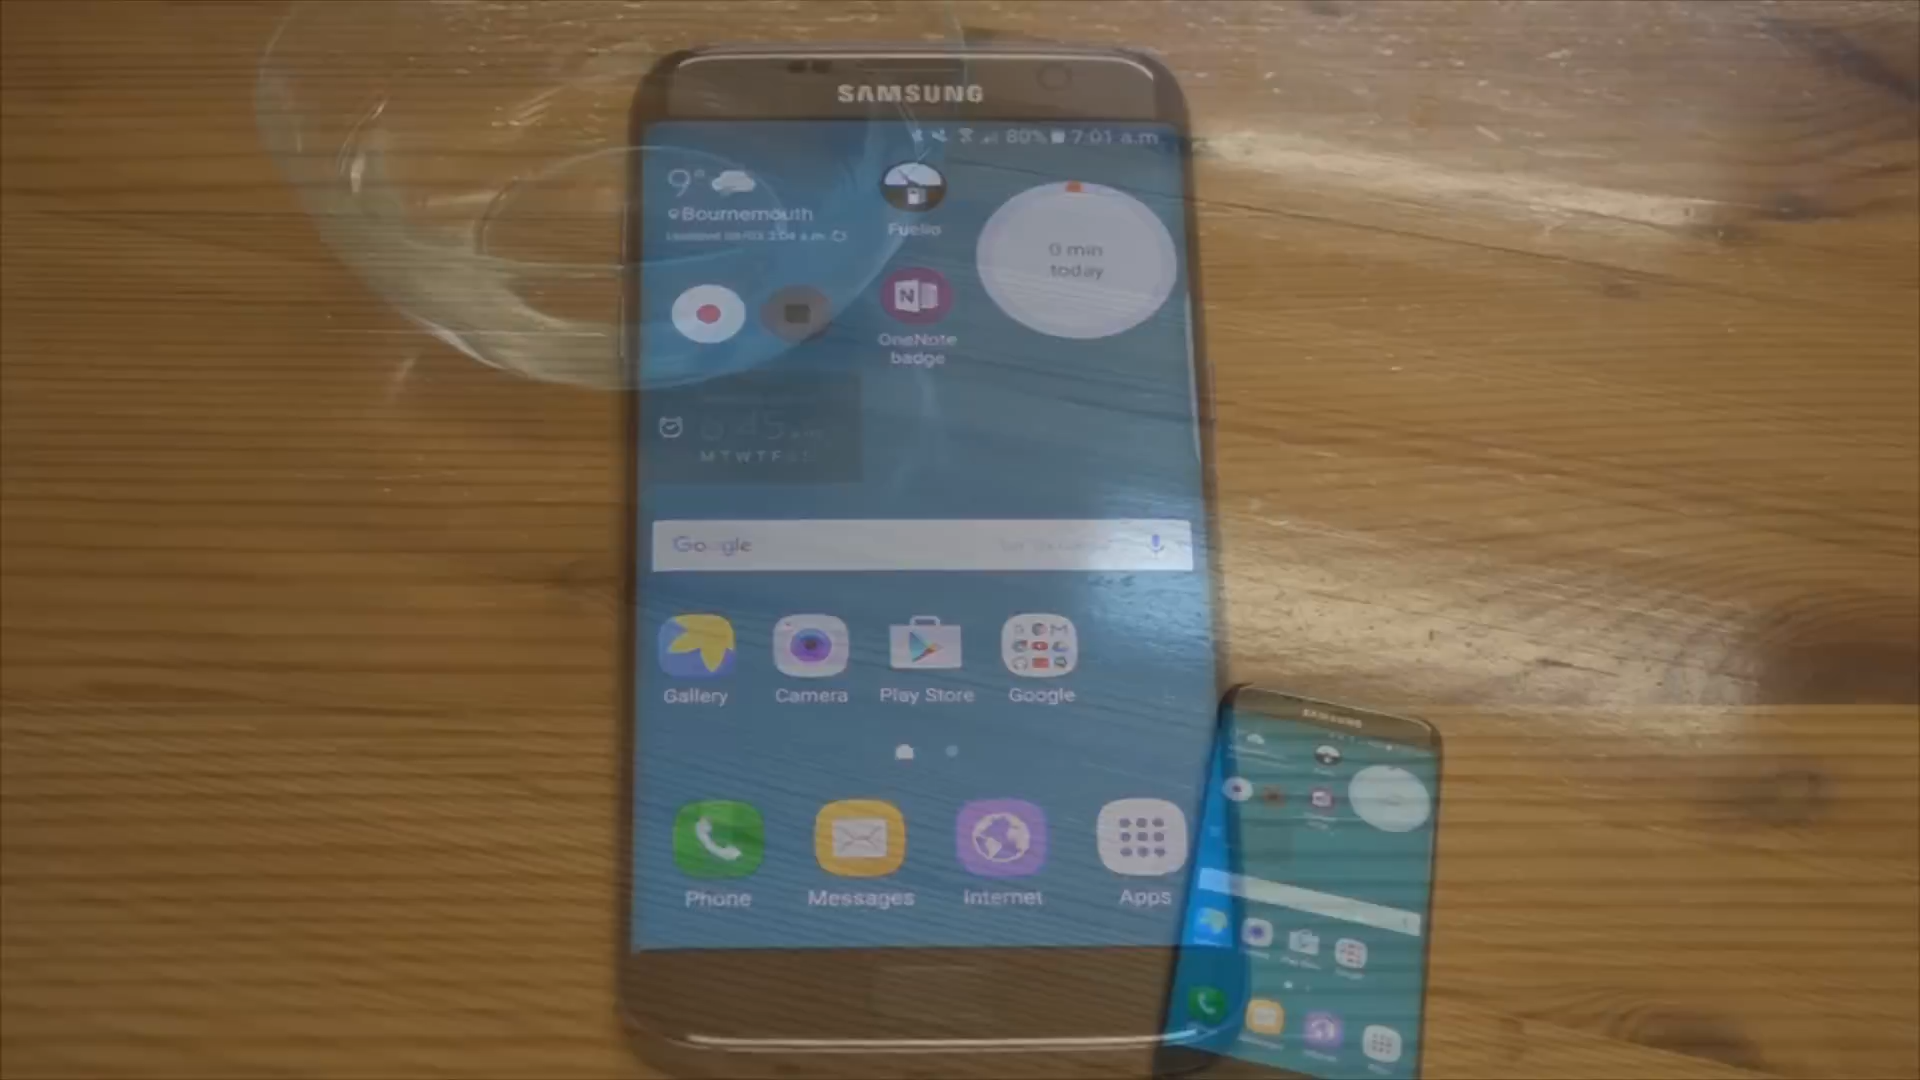 SAMSUNG
80% 7:01 a.m.
9°
Bournemouth
Fuelio
0 min
today
OneNote
badge
M T W T F
Google
Gallery
Camera
Play Store
Google
Phone
Messages
Internet
Apps
SAMSUNG